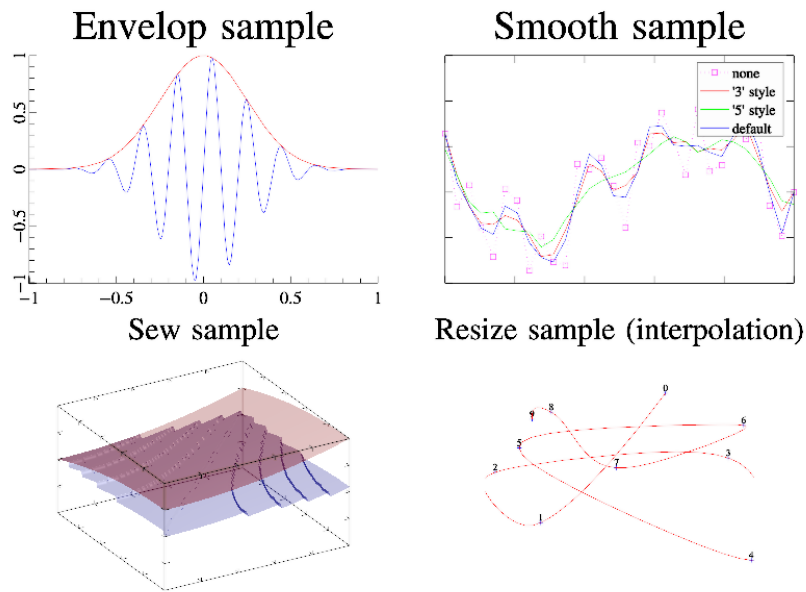 Envelop sample
Smooth sample
1
0.5
0
−0.5
−1
−1
−0.5
0
0.5
1
none
'3' style
'5' style
default
Sew sample
Resize sample (interpolation)
0
9
8
6
5
7
3
2
1
4